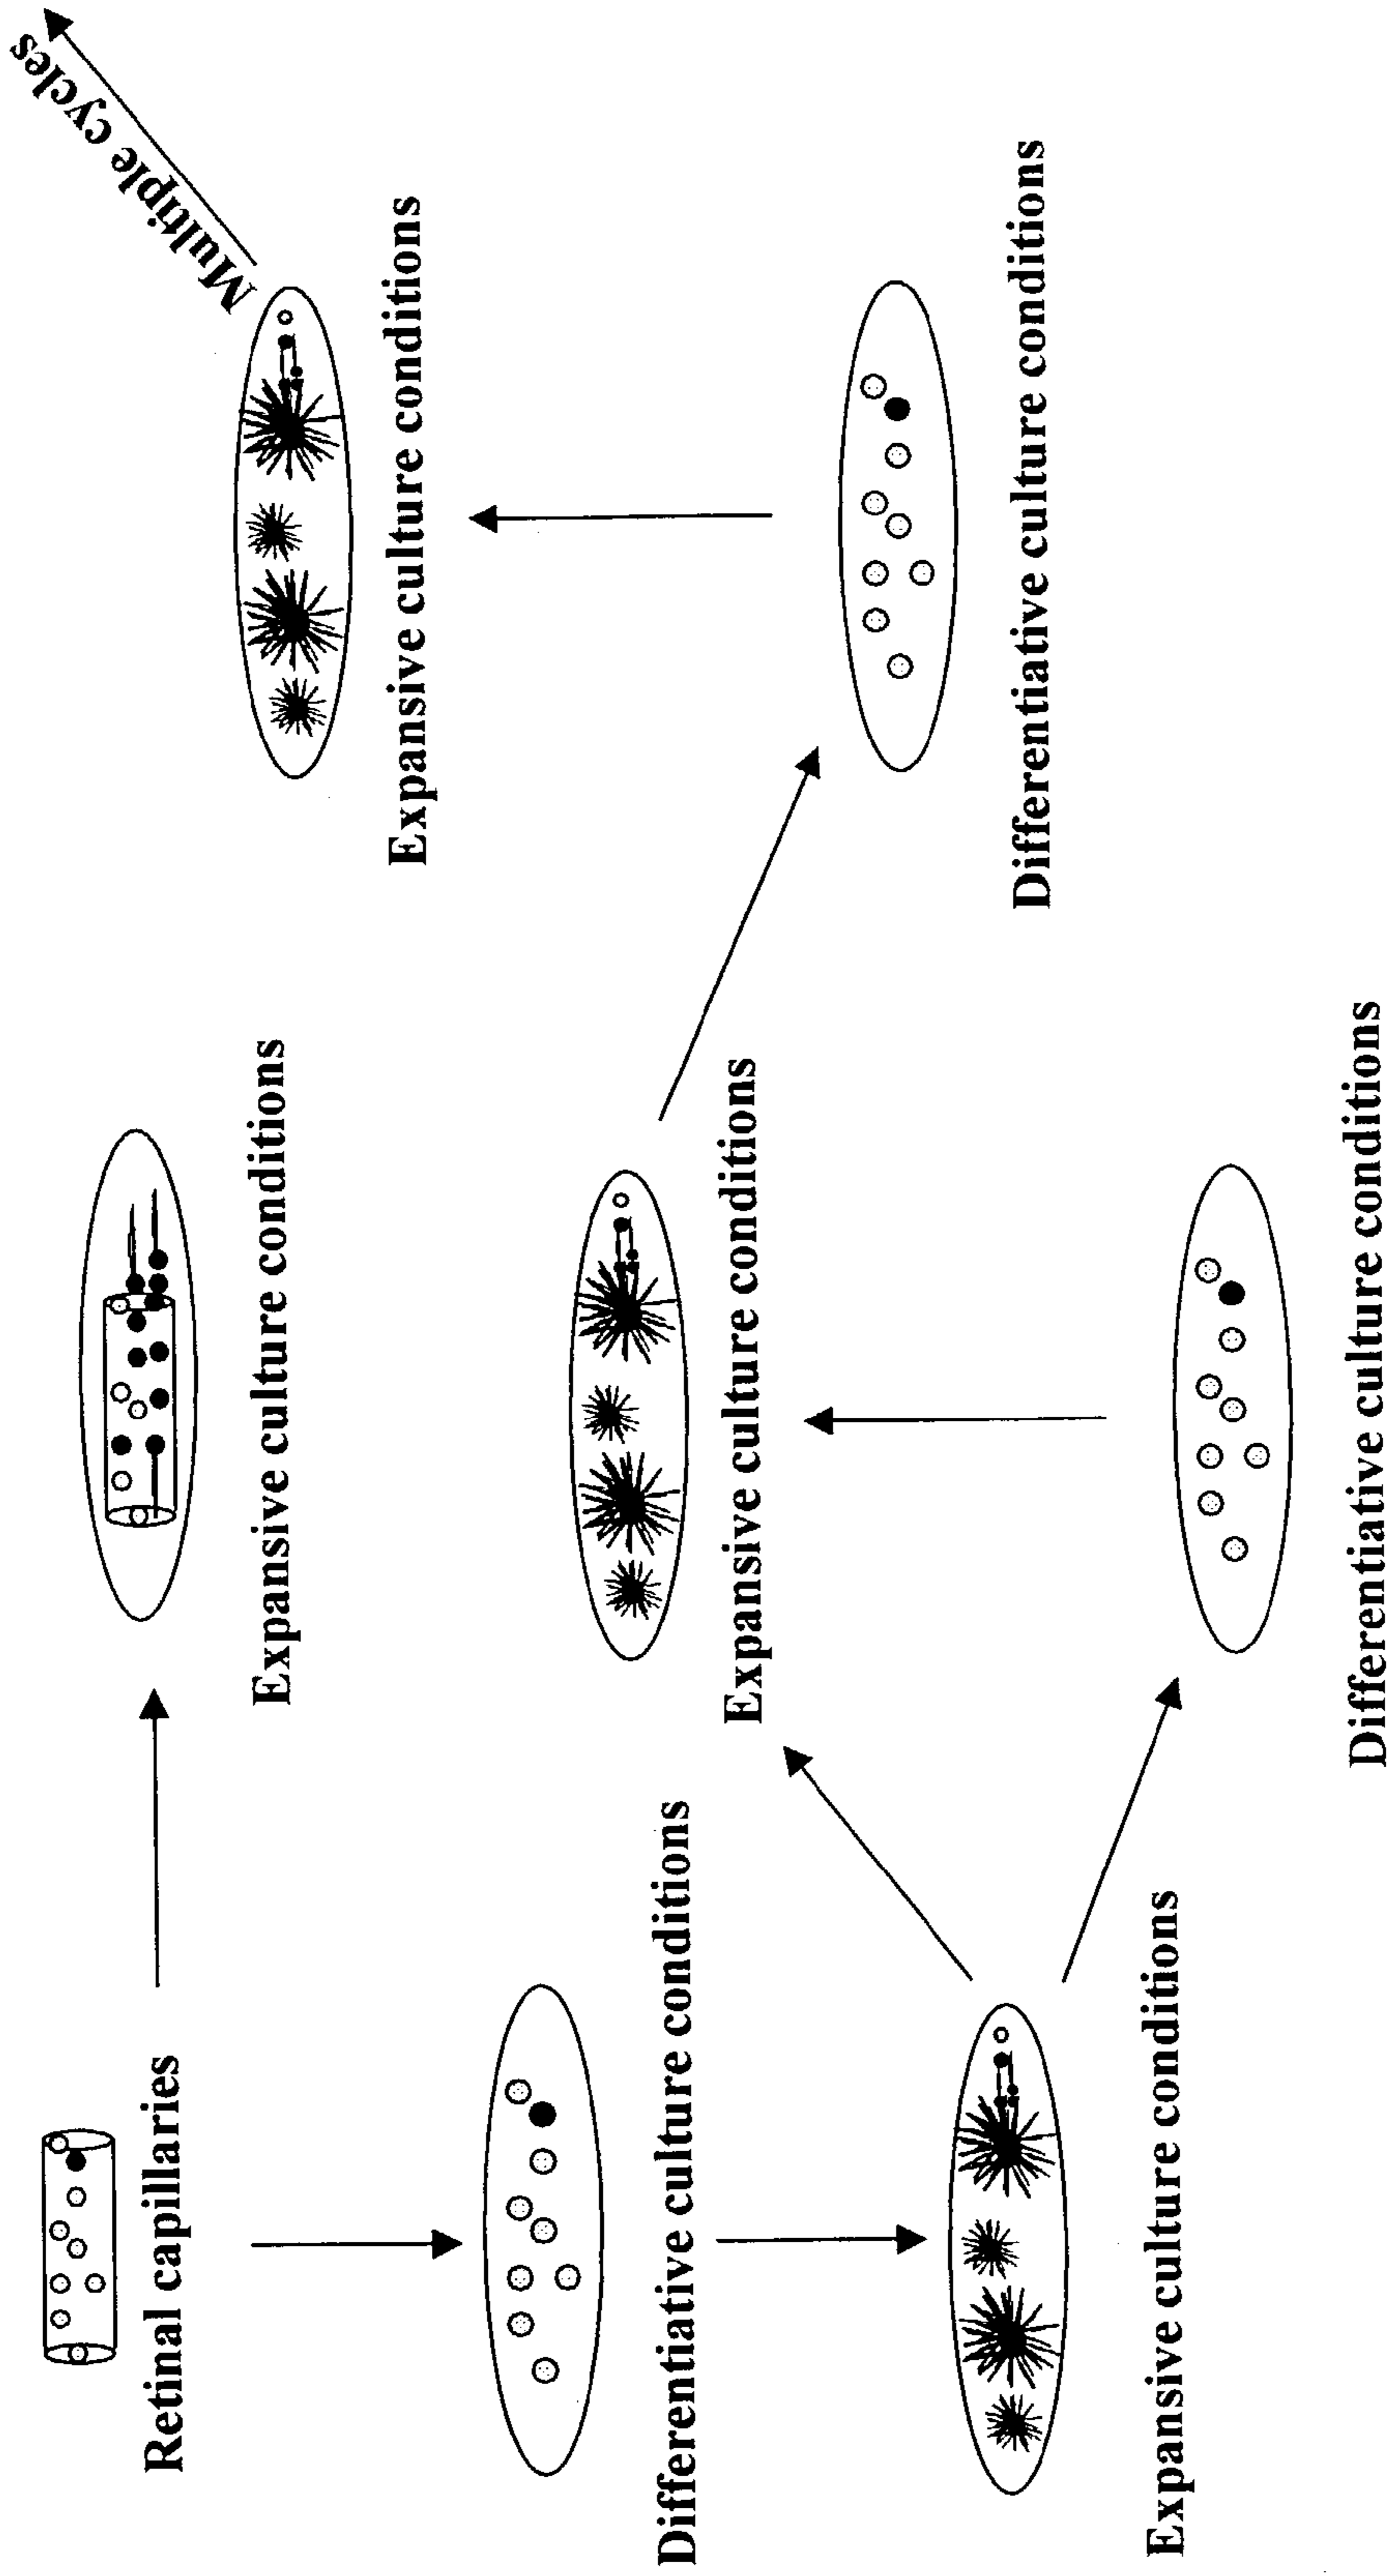 Retinal capillaries
Expansive culture conditions
Differentiative culture conditions
Expansive culture conditions
Expansive culture conditions
Differentiative culture conditions
Expansive culture conditions
Differentiative culture conditions
Multiple cycles